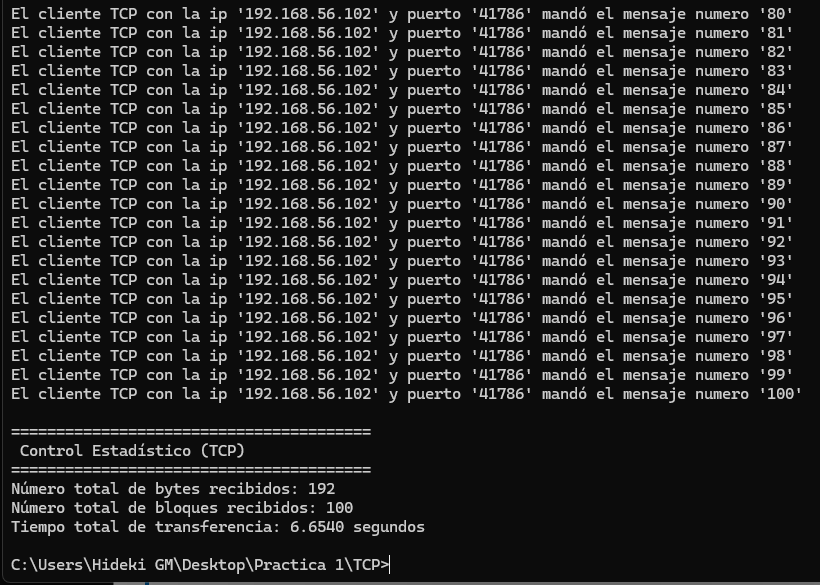 El cliente TCP con la ip '192.168.56.102' y puerto '41786' mandó el mensaje numero '80'
El cliente TCP con la ip '192.168.56.102' y puerto '41786' mandó el mensaje numero '81'
El cliente TCP con la ip '192.168.56.102' y puerto '41786' mandó el mensaje numero '82'
El cliente TCP con la ip '192.168.56.102' y puerto '41786' mandó el mensaje numero '83'
El cliente TCP con la ip '192.168.56.102' y puerto '41786' mandó el mensaje numero '84'
El cliente TCP con la ip '192.168.56.102' y puerto '41786' mandó el mensaje numero '85'
El cliente TCP con la ip '192.168.56.102' y puerto '41786' mandó el mensaje numero '86'
El cliente TCP con la ip '192.168.56.102' y puerto '41786' mandó el mensaje numero '87'
El cliente TCP con la ip '192.168.56.102' y puerto '41786' mandó el mensaje numero '88'
El cliente TCP con la ip '192.168.56.102' y puerto '41786' mandó el mensaje numero '89'
El cliente TCP con la ip '192.168.56.102' y puerto '41786' mandó el mensaje numero '90'
El cliente TCP con la ip '192.168.56.102' y puerto '41786' mandó el mensaje numero '91'
El cliente TCP con la ip '192.168.56.102' y puerto '41786' mandó el mensaje numero '92'
El cliente TCP con la ip '192.168.56.102' y puerto '41786' mandó el mensaje numero '93'
El cliente TCP con la ip '192.168.56.102' y puerto '41786' mandó el mensaje numero '94'
El cliente TCP con la ip '192.168.56.102' y puerto '41786' mandó el mensaje numero '95'
El cliente TCP con la ip '192.168.56.102' y puerto '41786' mandó el mensaje numero '96'
El cliente TCP con la ip '192.168.56.102' y puerto '41786' mandó el mensaje numero '97'
El cliente TCP con la ip '192.168.56.102' y puerto '41786' mandó el mensaje numero '98'
El cliente TCP con la ip '192.168.56.102' y puerto '41786' mandó el mensaje numero '99'
El cliente TCP con la ip '192.168.56.102' y puerto '41786' mandó el mensaje numero '100'
========================================
Control Estadístico (TCP)
========================================
Número total de bytes recibidos: 192
Número total de bloques recibidos: 100
Tiempo total de transferencia: 6.6540 segundos
C:\Users\Hideki GM\Desktop\Practica 1\TCP>